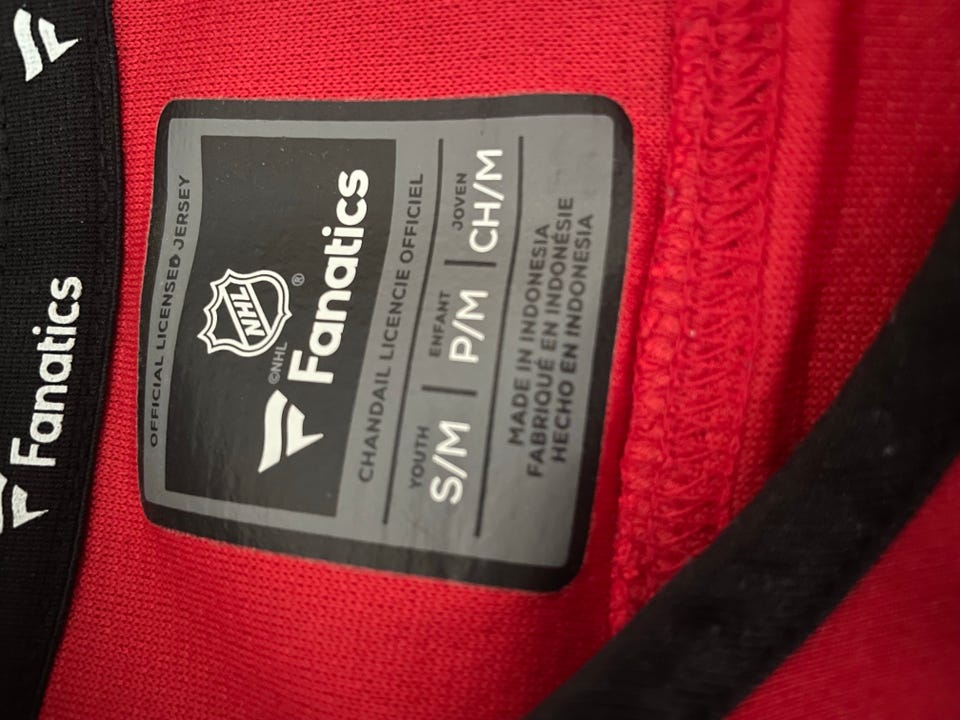 Fanatics
OFFICIAL LICENSED JERSEY
NHL
©NHL ®
Fanatics
CHANDAIL LICENCIE OFFICIEL
YOUTH ENFANT JOVEN
S/M | P/M | CH/M
MADE IN INDONESIA
FABRIQUÉ EN INDONÉSIE
HECHO EN INDONESIA